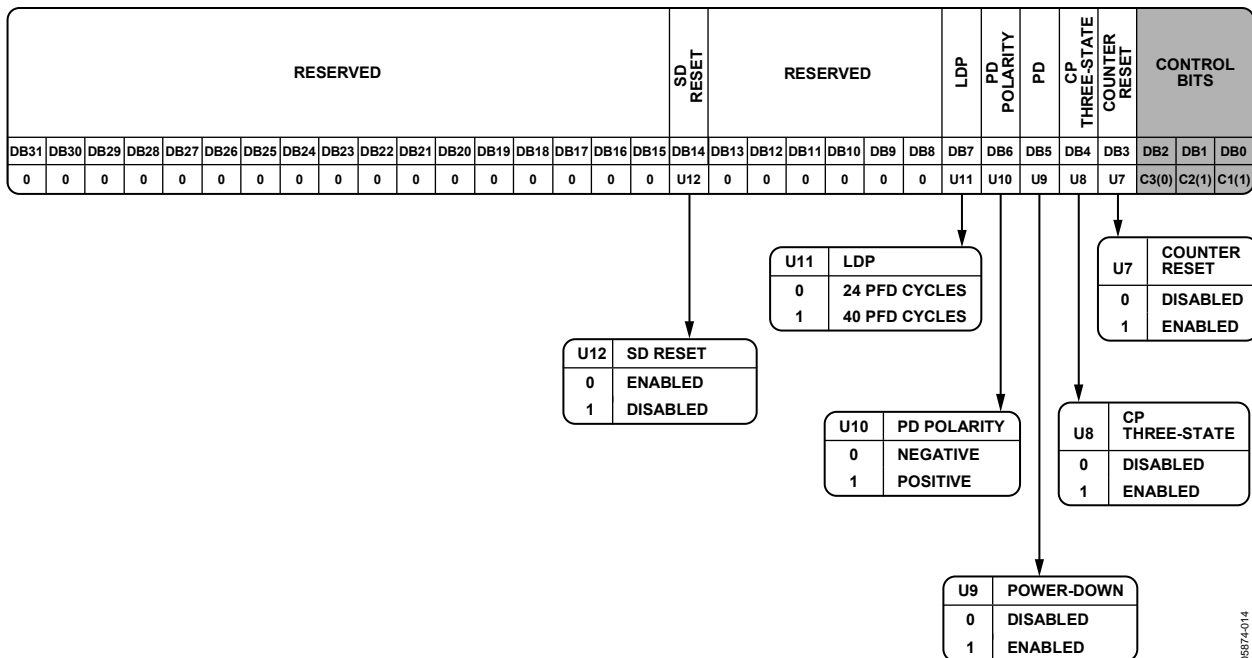 RESERVED
SD RESET
RESERVED
LDP
PD POLARITY
PD
CP THREE-STATE
COUNTER RESET
CONTROL BITS
DB31 DB30 DB29 DB28 DB27 DB26 DB25 DB24 DB23 DB22 DB21 DB20 DB19 DB18 DB17 DB16 DB15 DB14 DB13 DB12 DB11 DB10 DB9 DB8 DB7 DB6 DB5 DB4 DB3 DB2 DB1 DB0
0 0 0 0 0 0 0 0 0 0 0 0 0 0 0 0 0 U12 0 0 0 0 0 0 U11 U10 U9 U8 U7 C3(0) C2(1) C1(1)
U11 LDP
0 24 PFD CYCLES
1 40 PFD CYCLES
U7 COUNTER RESET
0 DISABLED
1 ENABLED
U12 SD RESET
0 ENABLED
1 DISABLED
U10 PD POLARITY
0 NEGATIVE
1 POSITIVE
U8 CP THREE-STATE
0 DISABLED
1 ENABLED
U9 POWER-DOWN
0 DISABLED
1 ENABLED
05874-014